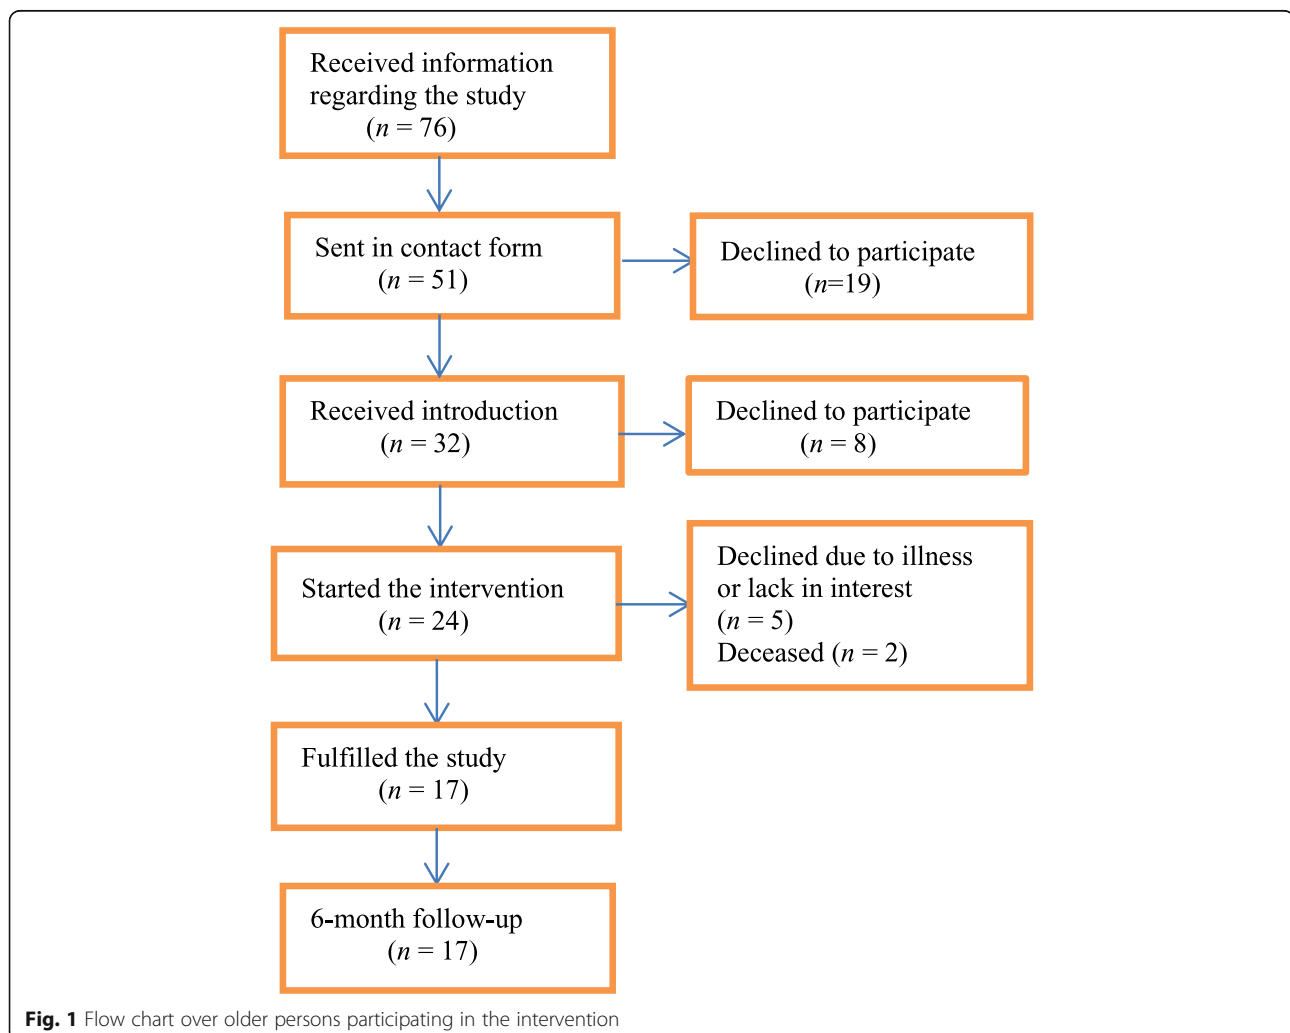 Received information
regarding the study
(n = 76)
Sent in contact form
(n = 51)
Declined to participate
(n=19)
Received introduction
(n = 32)
Declined to participate
(n = 8)
Started the intervention
(n = 24)
Declined due to illness
or lack in interest
(n = 5)
Deceased (n = 2)
Fulfilled the study
(n = 17)
6-month follow-up
(n = 17)
Fig. 1 Flow chart over older persons participating in the intervention